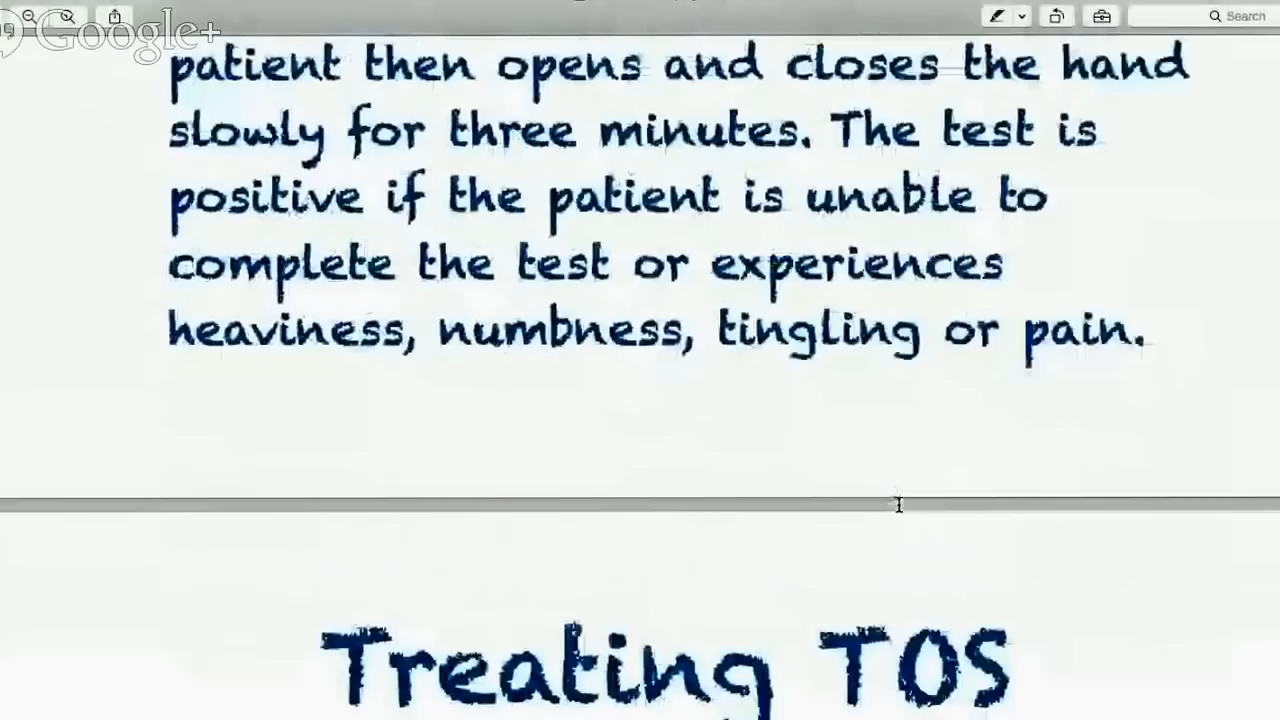 Search
Google+
patient then opens and closes the hand
slowly for three minutes. The test is
positive if the patient is unable to
complete the test or experiences
heaviness, numbness, tingling or pain.
Treating TOS